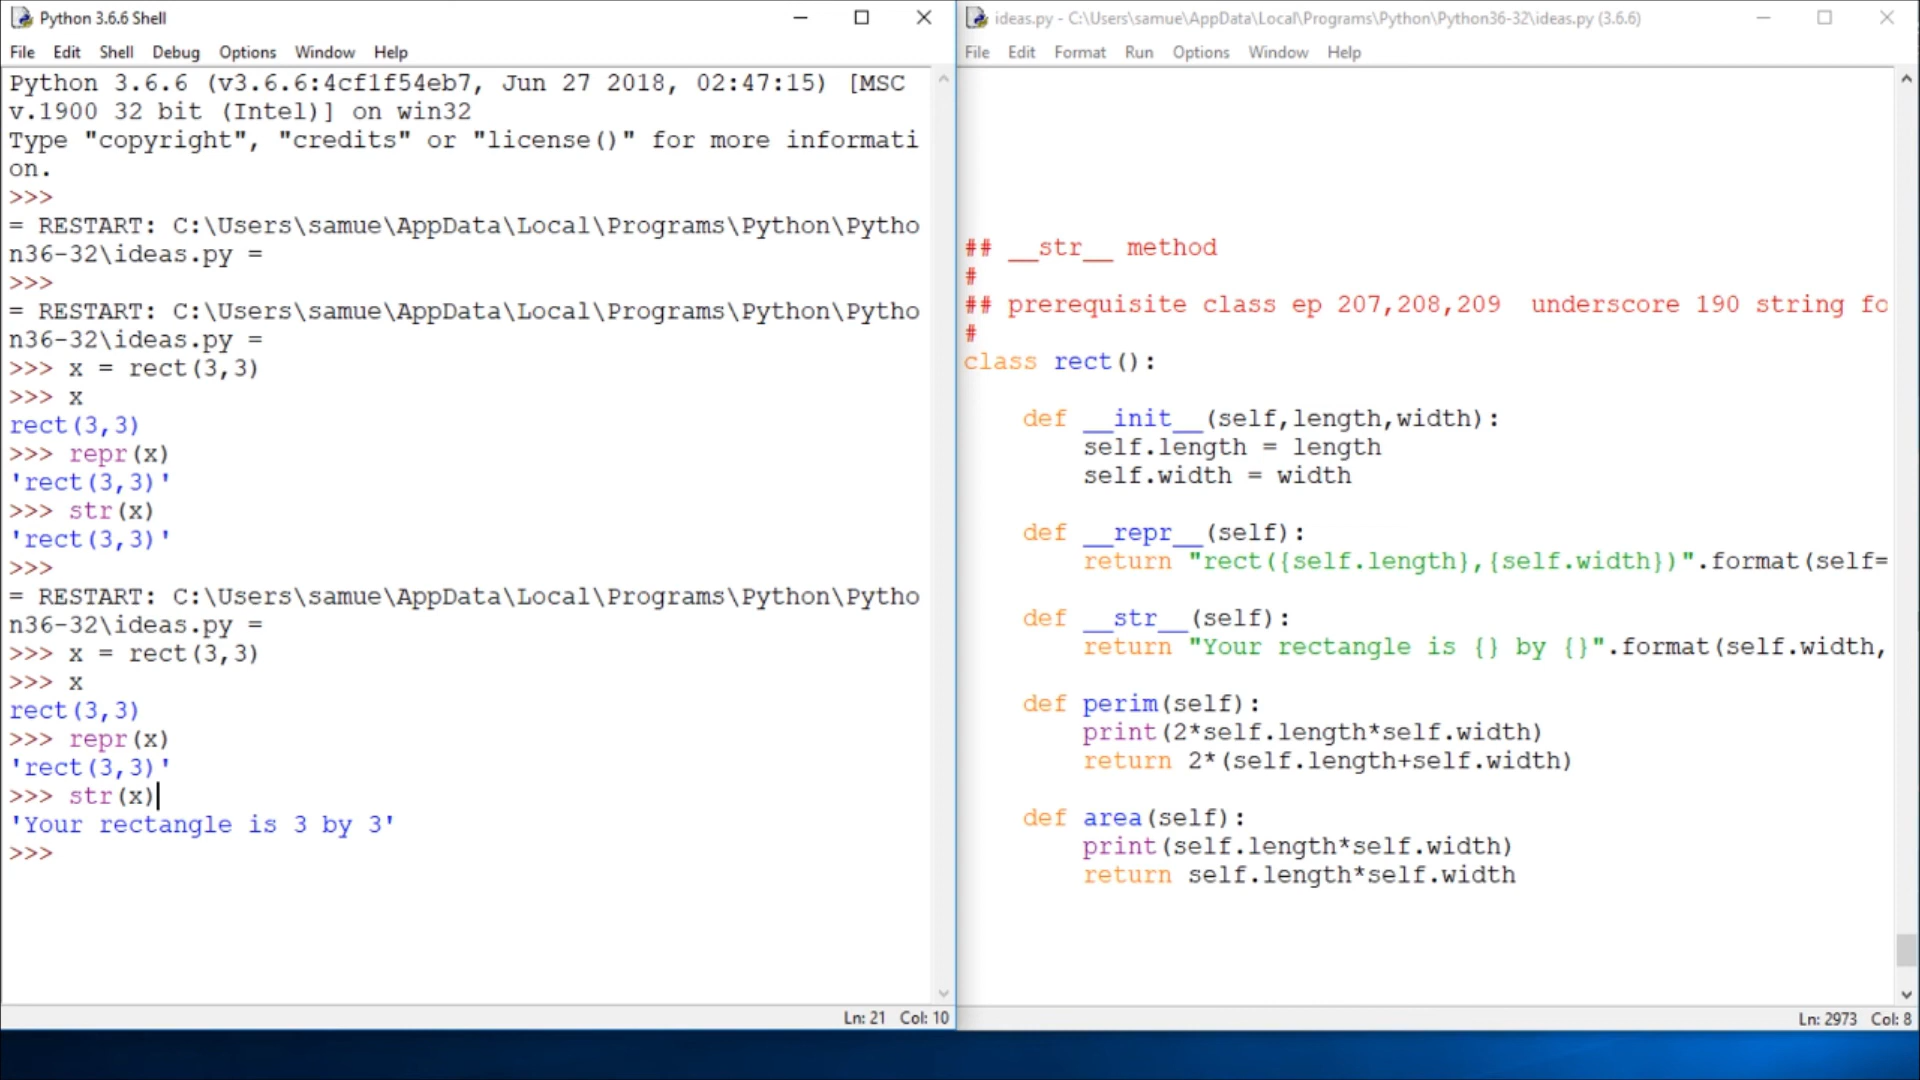 Python 3.6.6 Shell
File Edit Shell Debug Options Window Help
Python 3.6.6 (v3.6.6:4cf1f54eb7, Jun 27 2018, 02:47:15) [MSC
v.1900 32 bit (Intel)] on win32
Type "copyright", "credits" or "license()" for more informati
on.
>>>
= RESTART: C:\Users\samue\AppData\Local\Programs\Python\Pytho
n36-32\ideas.py =
>>>
= RESTART: C:\Users\samue\AppData\Local\Programs\Python\Pytho
n36-32\ideas.py =
>>> x = rect(3,3)
>>> x
rect(3,3)
>>> repr(x)
'rect(3,3)'
>>> str(x)
'rect(3,3)'
>>>
= RESTART: C:\Users\samue\AppData\Local\Programs\Python\Pytho
n36-32\ideas.py =
>>> x = rect(3,3)
>>> x
rect(3,3)
>>> repr(x)
'rect(3,3)'
>>> str(x)
'Your rectangle is 3 by 3'
>>>
Ln: 21 Col: 10
ideas.py - C:\Users\samue\AppData\Local\Programs\Python\Python36-32\ideas.py (3.6.6)
File Edit Format Run Options Window Help
## __str__ method
#
## prerequisite class ep 207,208,209  underscore 190 string fo
#
class rect():
    def __init__(self,length,width):
        self.length = length
        self.width = width
    def __repr__(self):
        return "rect({self.length},{self.width})".format(self=
    def __str__(self):
        return "Your rectangle is {} by {}".format(self.width,
    def perim(self):
        print(2*self.length*self.width)
        return 2*(self.length+self.width)
    def area(self):
        print(self.length*self.width)
        return self.length*self.width
Ln: 2973 Col: 8